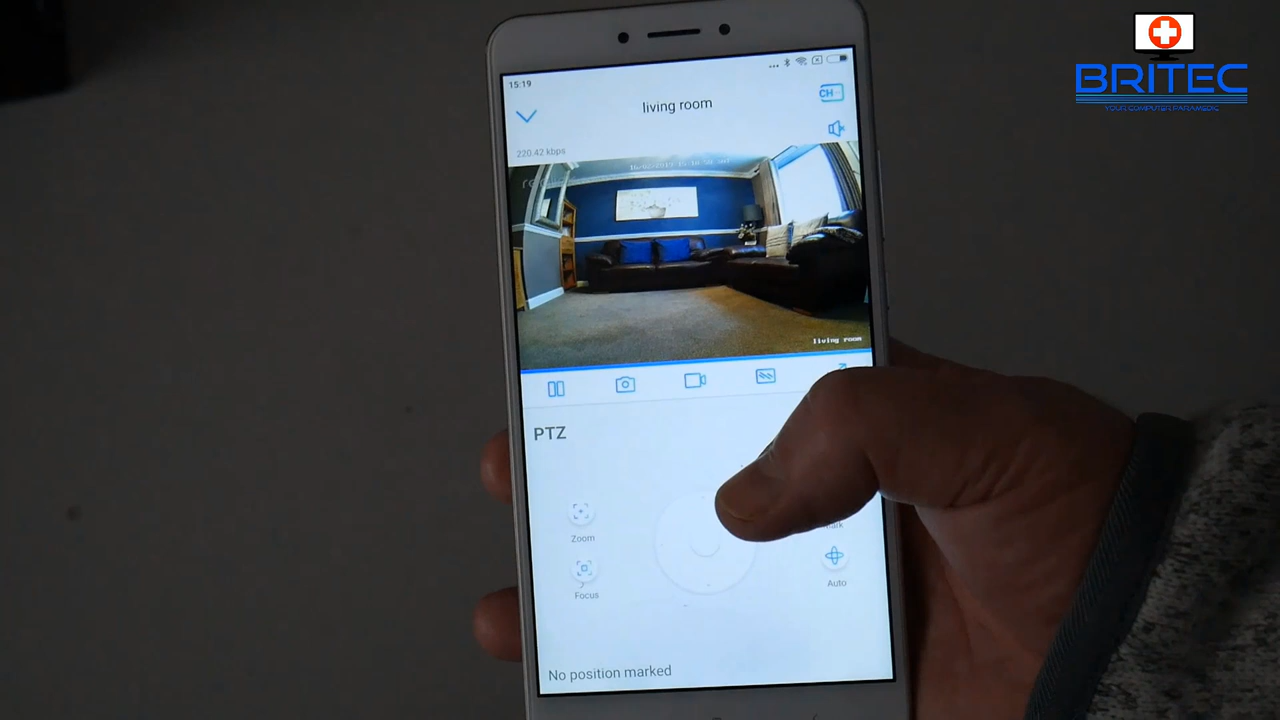 BRITEC
YOUR COMPUTER PARAMEDIC
15:19
living room
CH
220.42 kbps
living room
PTZ
Zoom
Focus
Auto
No position marked